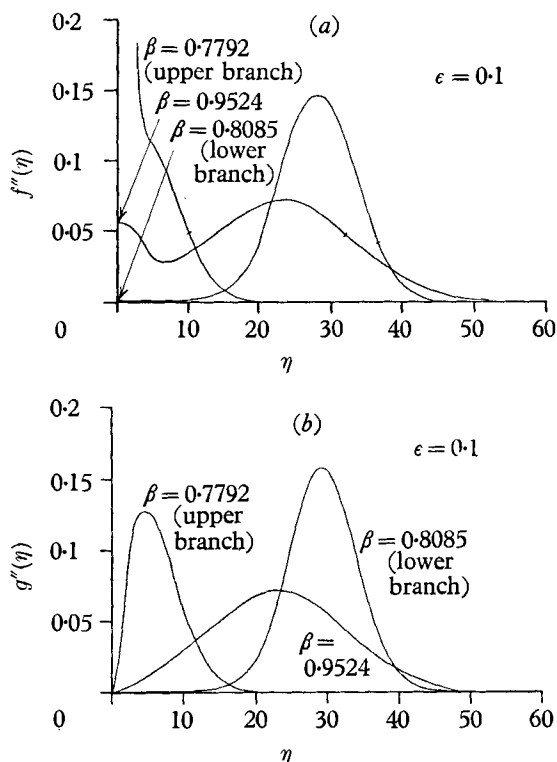 (a)
0·2
β = 0·7792
(upper branch)
ε = 0·1
0·15
β = 0·9524
β = 0·8085
(lower
branch)
0·1
f″(η)
0·05
0 10 20 30 40 50 60
η
(b)
0·2
ε = 0·1
0·15
β = 0·7792
(upper
branch)
β = 0·8085
(lower
branch)
0·1
g″(η)
0·05
β =
0·9524
0 10 20 30 40 50 60
η